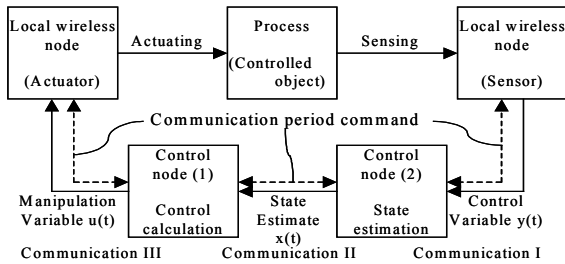 Local wireless
node
(Actuator)
Actuating
Process
(Controlled
object)
Sensing
Local wireless
node
(Sensor)
Communication period command
Manipulation
Variable u(t)
Control
node (1)
Control
calculation
State
Estimate
x(t)
Control
node (2)
State
estimation
Control
Variable y(t)
Communication III
Communication II
Communication I